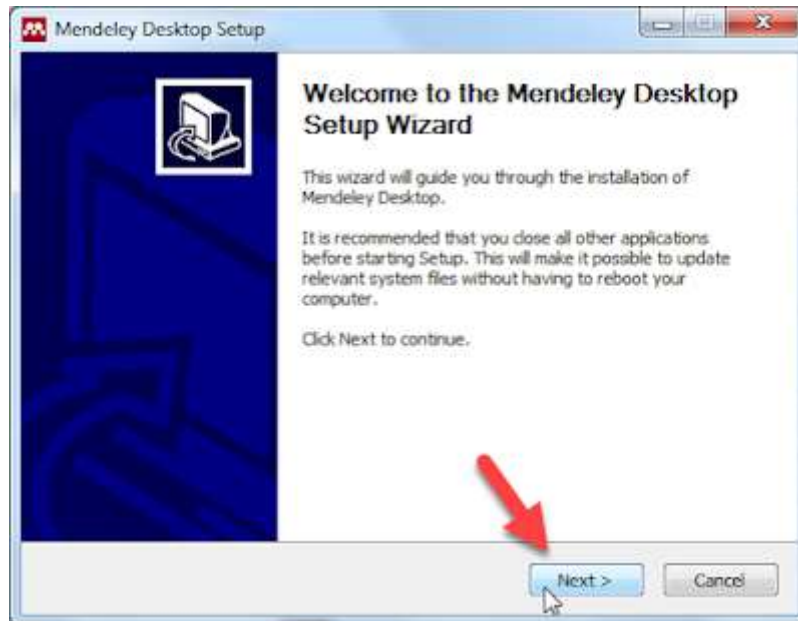 Mendeley Desktop Setup
Welcome to the Mendeley Desktop
Setup Wizard
This wizard will guide you through the installation of
Mendeley Desktop.
It is recommended that you close all other applications
before starting Setup. This will make it possible to update
relevant system files without having to reboot your
computer.
Click Next to continue.
Next >
Cancel